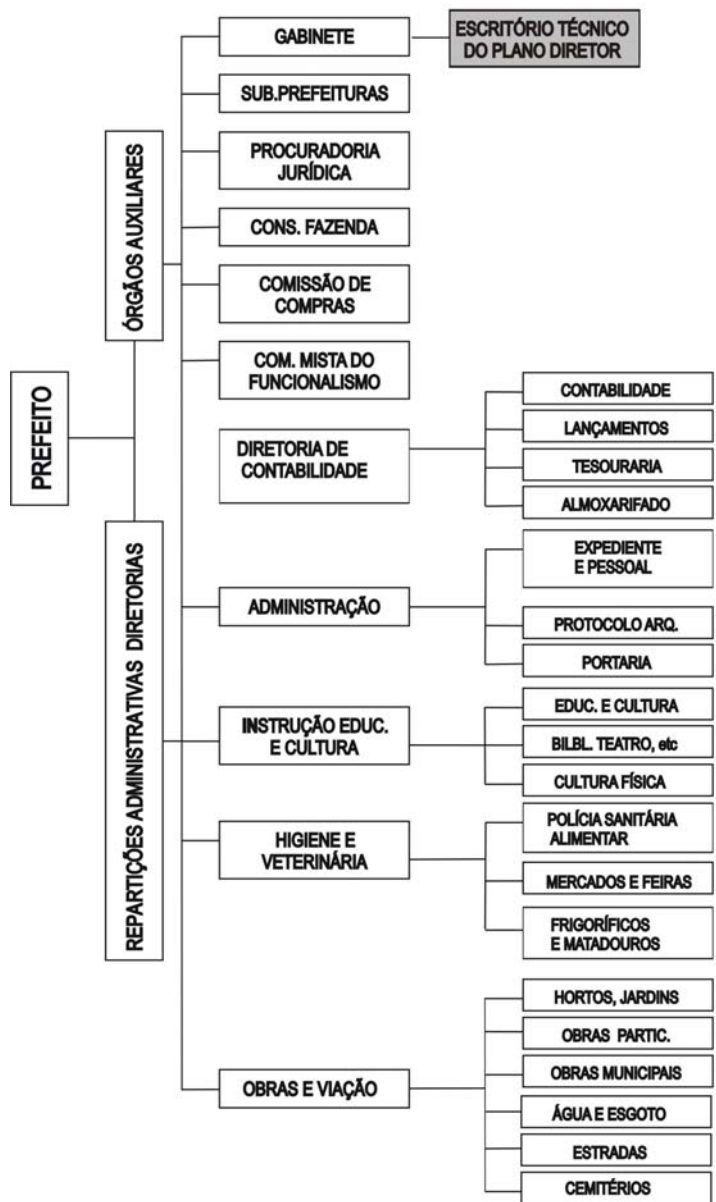 PREFEITO
ÓRGÃOS AUXILIARES
REPARTIÇÕES ADMINISTRATIVAS DIRETORIAS
GABINETE
ESCRITÓRIO TÉCNICO
DO PLANO DIRETOR
SUB.PREFEITURAS
PROCURADORIA
JURÍDICA
CONS. FAZENDA
COMISSÃO DE
COMPRAS
COM. MISTA DO
FUNCIONALISMO
DIRETORIA DE
CONTABILIDADE
CONTABILIDADE
LANÇAMENTOS
TESOURARIA
ALMOXARIFADO
ADMINISTRAÇÃO
EXPEDIENTE
E PESSOAL
PROTOCOLO ARQ.
PORTARIA
INSTRUÇÃO EDUC.
E CULTURA
EDUC. E CULTURA
BILBL. TEATRO, etc
CULTURA FÍSICA
HIGIENE E
VETERINÁRIA
POLÍCIA SANITÁRIA
ALIMENTAR
MERCADOS E FEIRAS
FRIGORÍFICOS
E MATADOUROS
OBRAS E VIAÇÃO
HORTOS, JARDINS
OBRAS PARTIC.
OBRAS MUNICIPAIS
ÁGUA E ESGOTO
ESTRADAS
CEMITÉRIOS